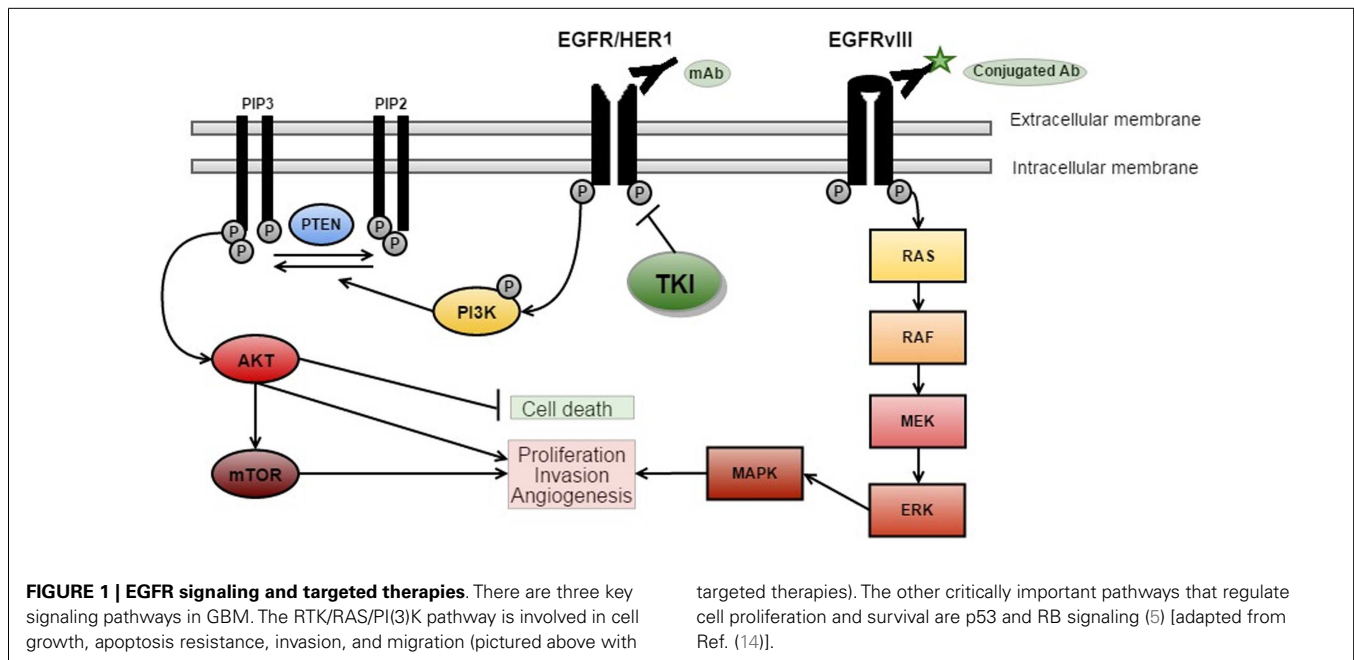 EGFR/HER1
EGFRvIII
mAb
Conjugated Ab
PIP3
PIP2
Extracellular membrane
Intracellular membrane
P
P
P
P
P
P
P
P
P
PTEN
P
TKI
RAS
P
PI3K
RAF
AKT
Cell death
MEK
Proliferation
Invasion
Angiogenesis
mTOR
MAPK
ERK
FIGURE 1 | EGFR signaling and targeted therapies. There are three key
signaling pathways in GBM. The RTK/RAS/PI(3)K pathway is involved in cell
growth, apoptosis resistance, invasion, and migration (pictured above with
targeted therapies). The other critically important pathways that regulate
cell proliferation and survival are p53 and RB signaling (5) [adapted from
Ref. (14)].